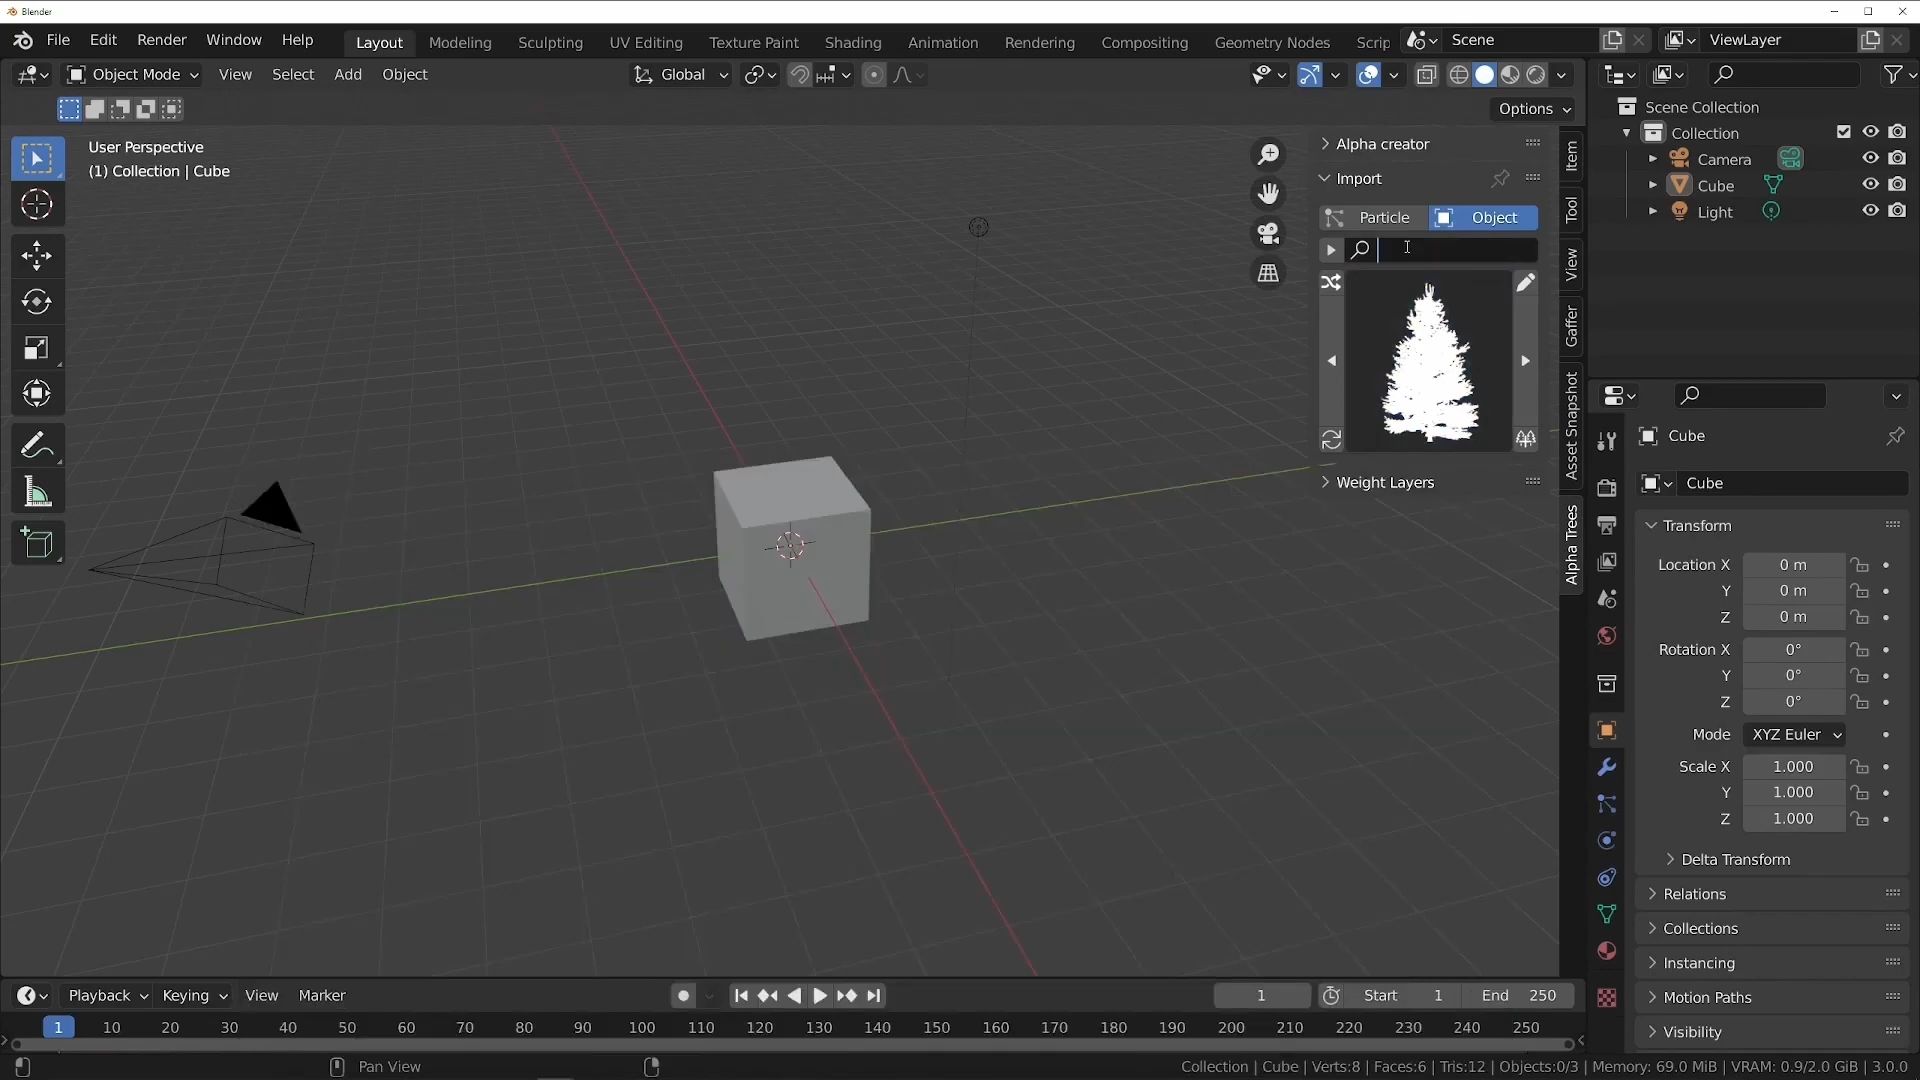 Blender
File Edit Render Window Help Layout Modeling Sculpting UV Editing Texture Paint Shading Animation Rendering Compositing Geometry Nodes Scrip Scene ViewLayer
Object Mode View Select Add Object Global
Options
User Perspective
(1) Collection | Cube
Alpha creator
Import
Particle Object
Weight Layers
Item
Tool
View
Gaffer
Asset Snapshot
Alpha Trees
Scene Collection
Collection
Camera
Cube
Light
Cube
Cube
Transform
Location X 0 m
Y 0 m
Z 0 m
Rotation X 0°
Y 0°
Z 0°
Mode XYZ Euler
Scale X 1.000
Y 1.000
Z 1.000
Delta Transform
Relations
Collections
Instancing
Motion Paths
Visibility
Playback Keying View Marker 1 Start 1 End 250
1 10 20 30 40 50 60 70 80 90 100 110 120 130 140 150 160 170 180 190 200 210 220 230 240 250
Pan View
Collection | Cube | Verts:8 | Faces:6 | Tris:12 | Objects:0/3 | Memory: 69.0 MiB | VRAM: 0.9/2.0 GiB | 3.0.0